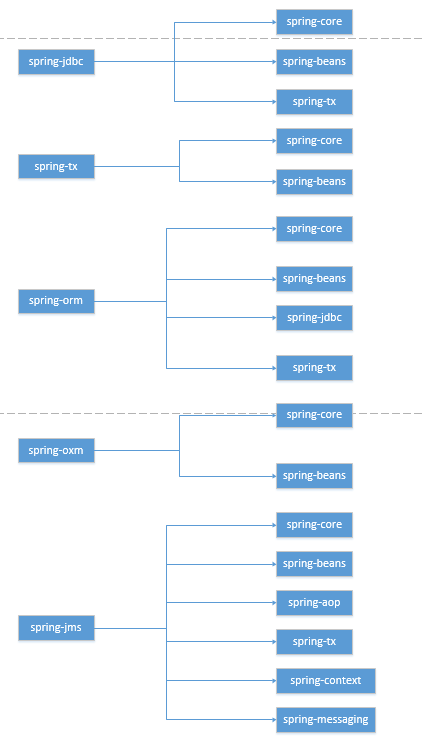 spring-core
spring-jdbc
spring-beans
spring-tx
spring-core
spring-tx
spring-beans
spring-core
spring-beans
spring-orm
spring-jdbc
spring-tx
spring-core
spring-oxm
spring-beans
spring-core
spring-beans
spring-aop
spring-jms
spring-tx
spring-context
spring-messaging